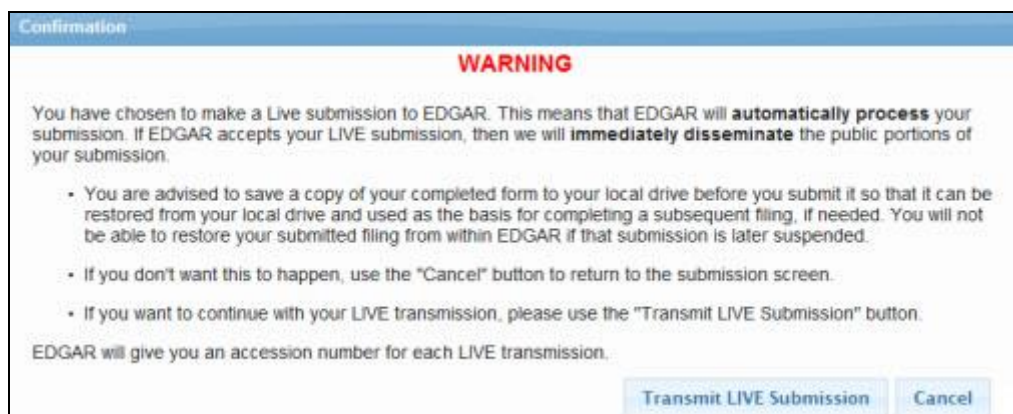 Confirmation
WARNING
You have chosen to make a Live submission to EDGAR. This means that EDGAR will automatically process your
submission. If EDGAR accepts your LIVE submission, then we will immediately disseminate the public portions of
your submission.
• You are advised to save a copy of your completed form to your local drive before you submit it so that it can be
restored from your local drive and used as the basis for completing a subsequent filing, if needed. You will not
be able to restore your submitted filing from within EDGAR if that submission is later suspended.
• If you don't want this to happen, use the "Cancel" button to return to the submission screen.
• If you want to continue with your LIVE transmission, please use the "Transmit LIVE Submission" button.
EDGAR will give you an accession number for each LIVE transmission.
Transmit LIVE Submission Cancel